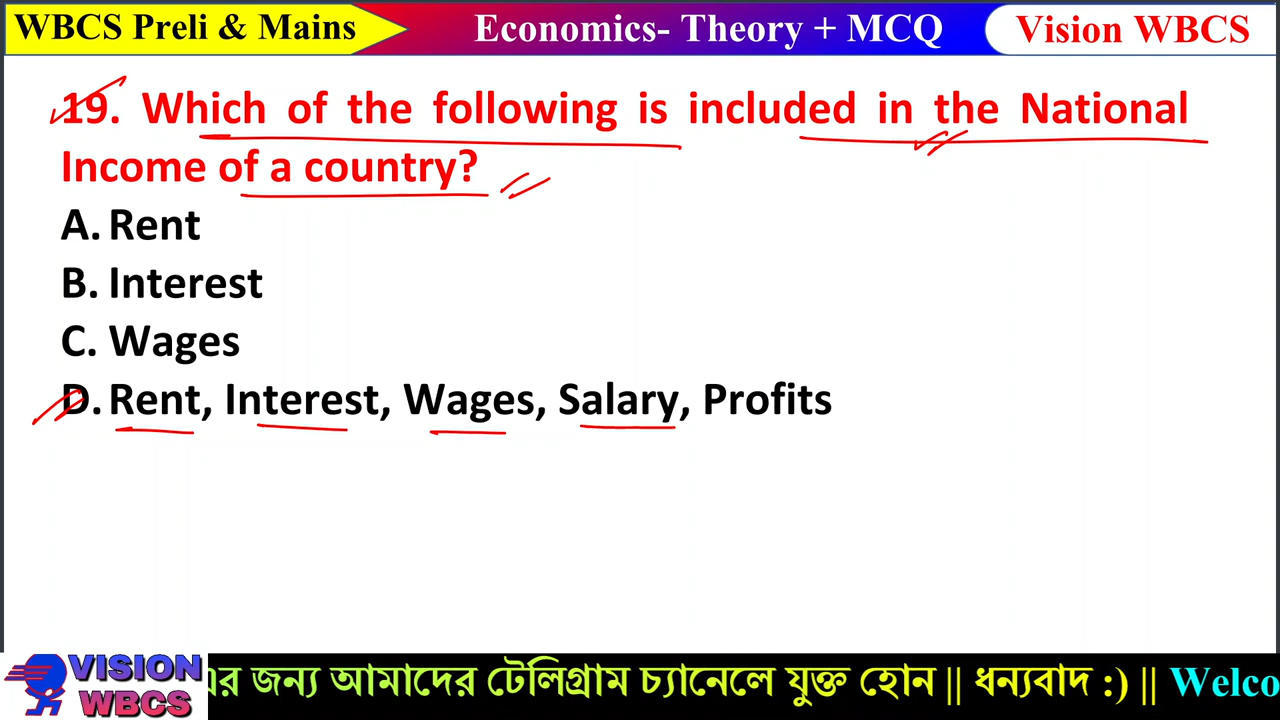 WBCS Preli & Mains
Economics- Theory + MCQ
Vision WBCS
19. Which of the following is included in the National
Income of a country?
A. Rent
B. Interest
C. Wages
D. Rent, Interest, Wages, Salary, Profits
VISION
WBCS
এর জন্য আমাদের টেলিগ্রাম চ্যানেলে যুক্ত হোন || ধন্যবাদ :) || Welco